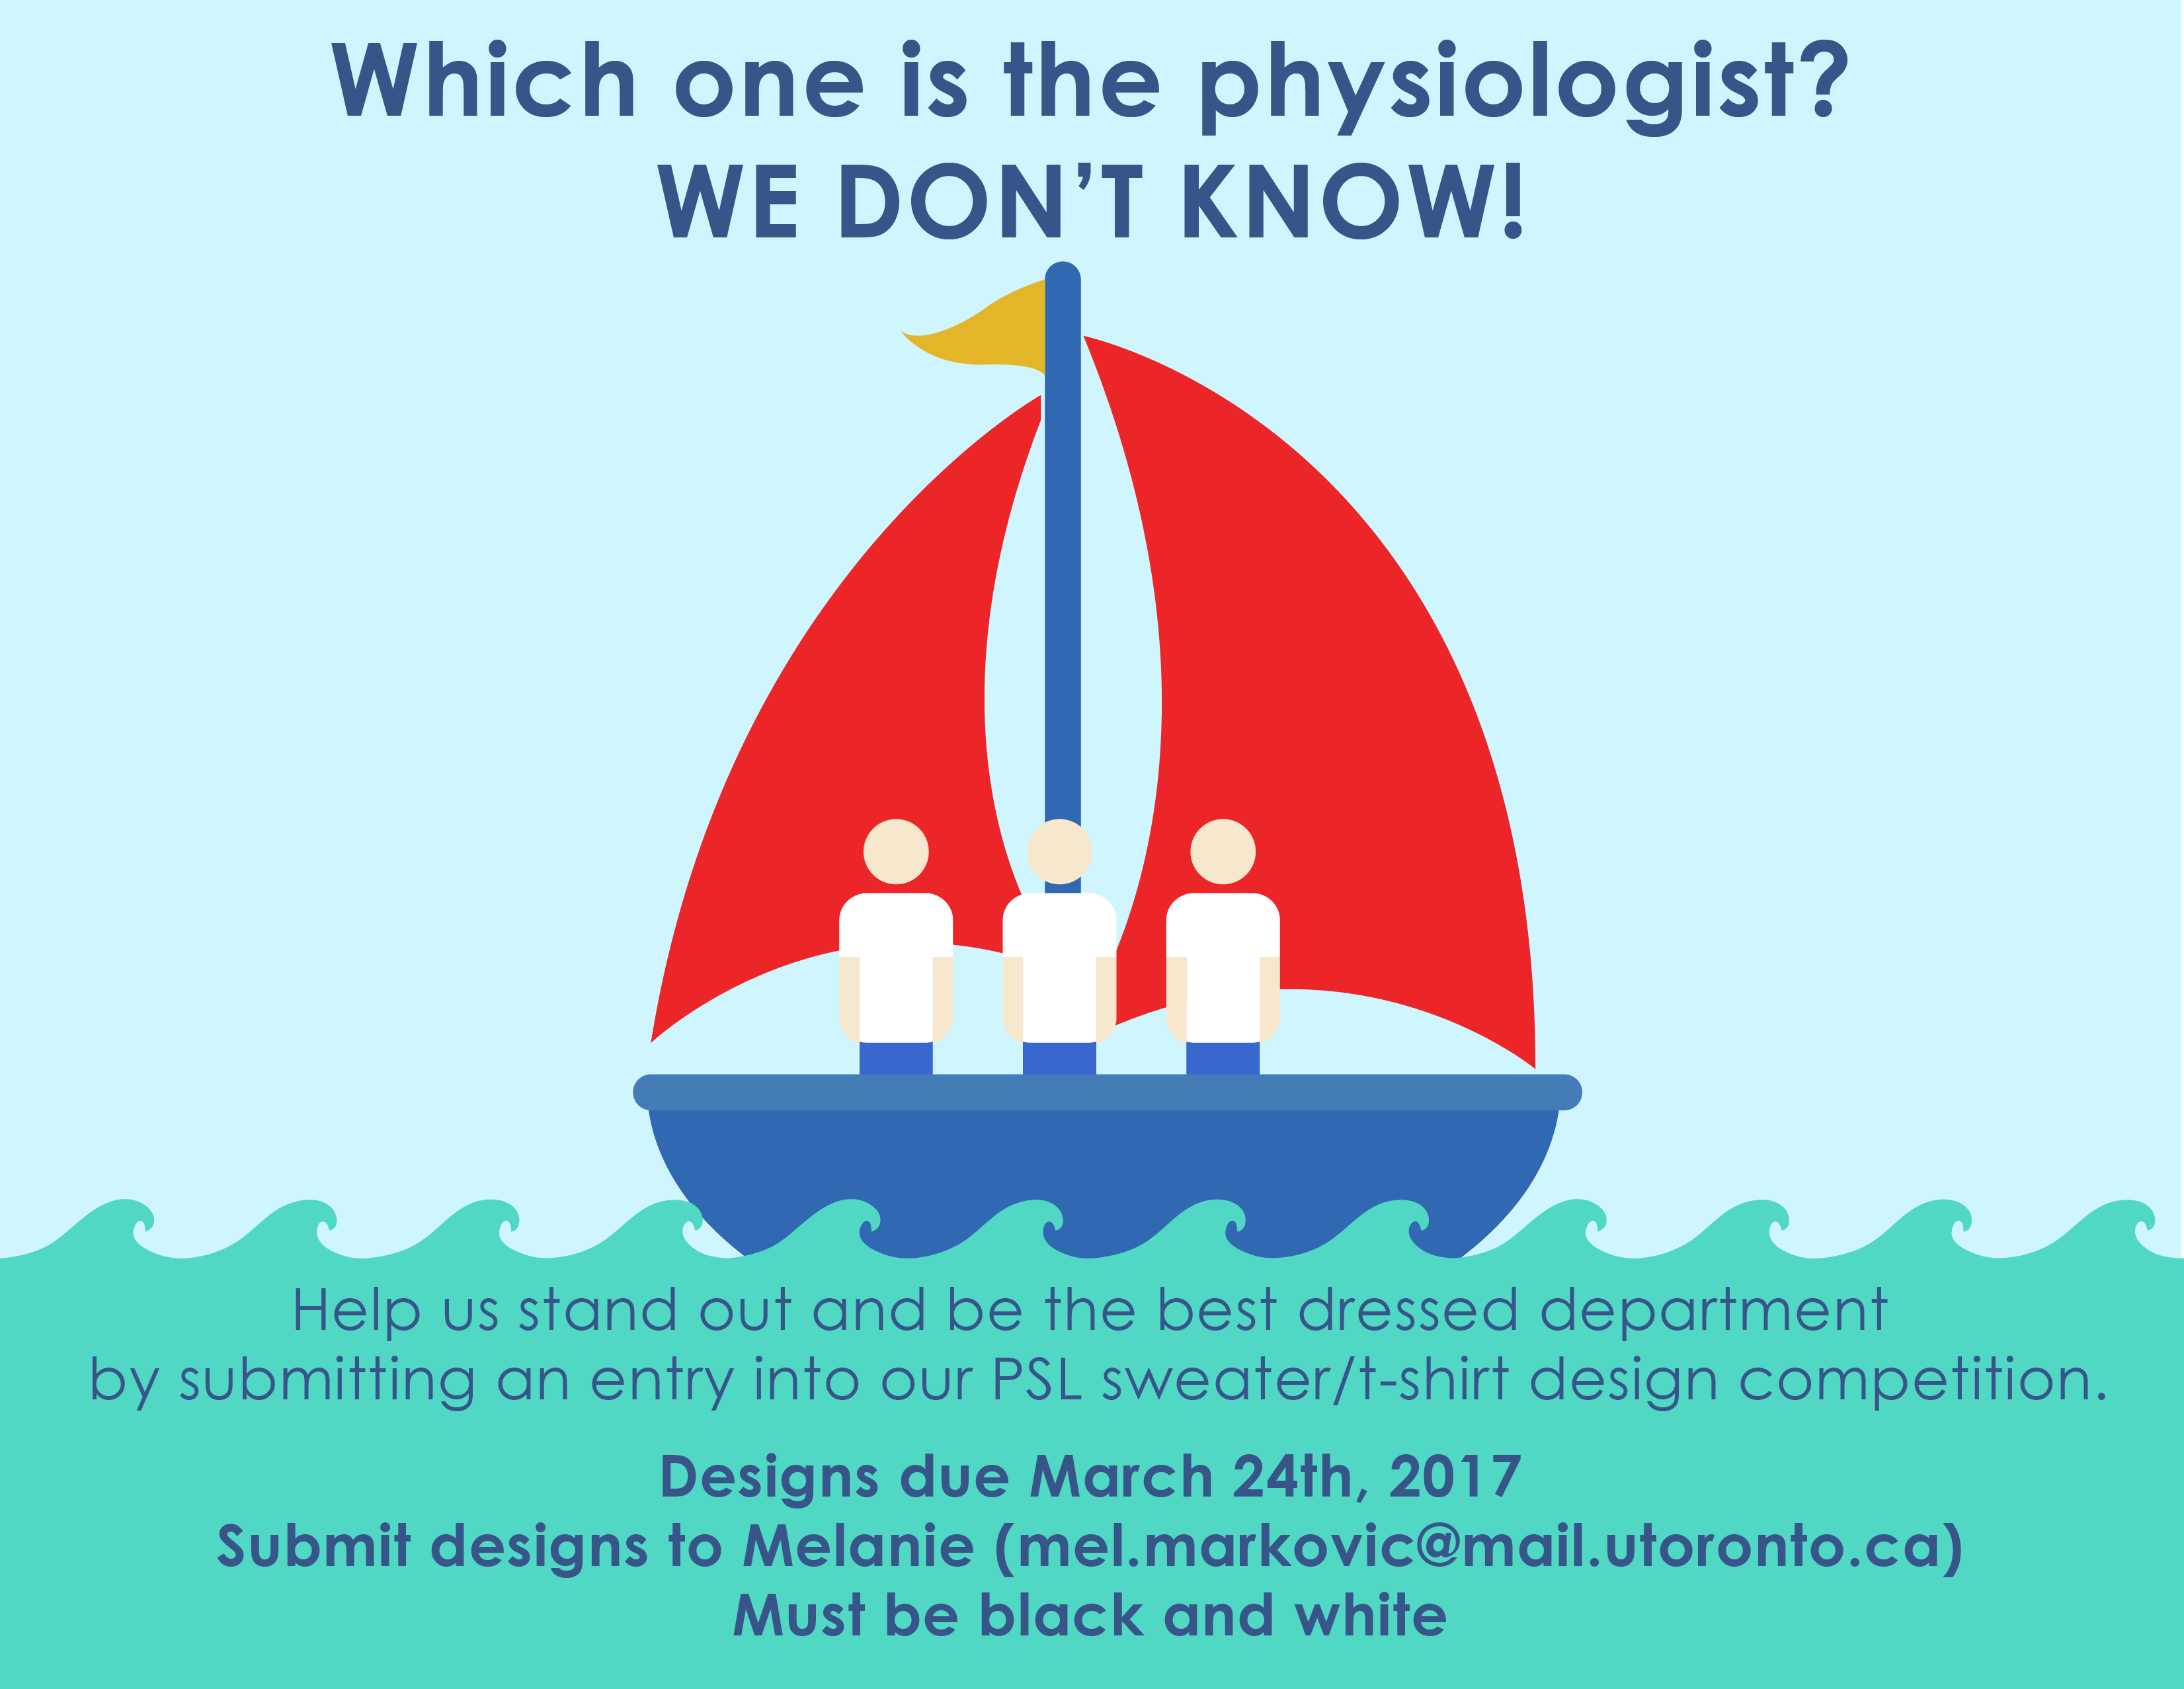 Which one is the physiologist?
WE DON'T KNOW!
Help us stand out and be the best dressed department
by submitting an entry into our PSL sweater/t-shirt design competition.
Designs due March 24th, 2017
Submit designs to Melanie (mel.markovic@mail.utoronto.ca)
Must be black and white